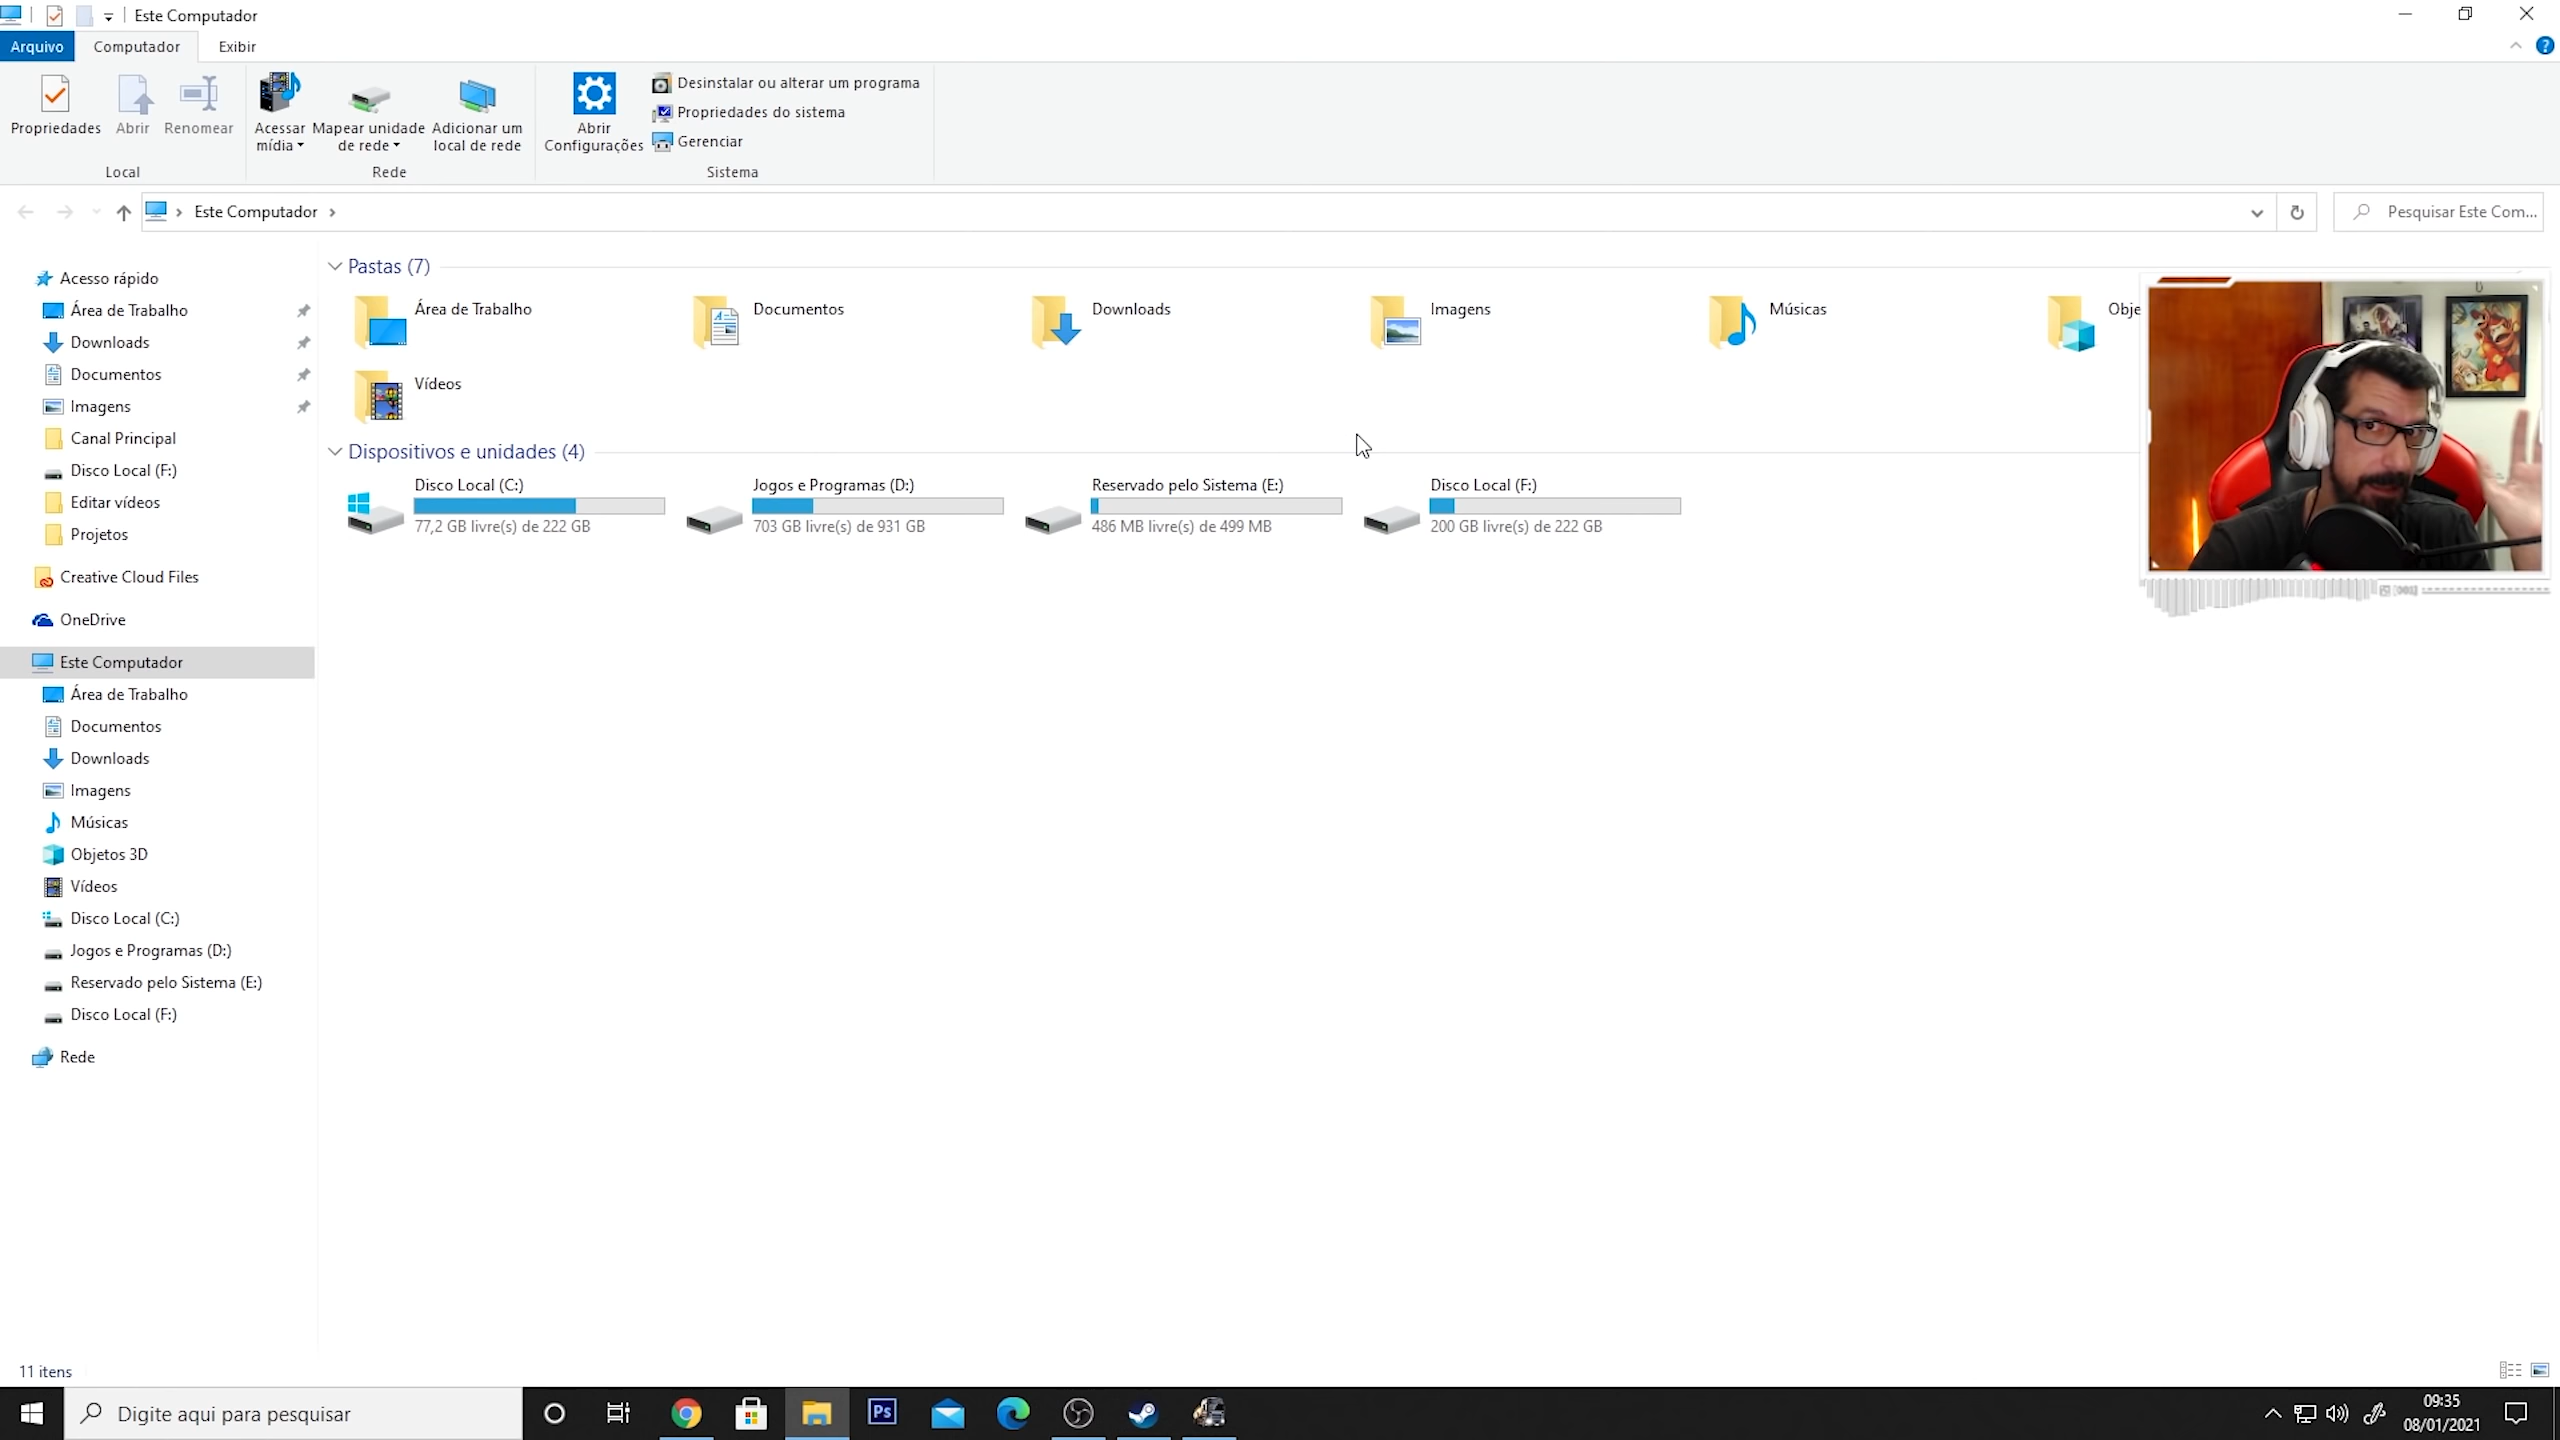 Este Computador
Arquivo
Computador
Exibir
Propriedades
Abrir
Renomear
Acessar
mídia
Mapear unidade
de rede
Adicionar um
local de rede
Abrir
Configurações
Desinstalar ou alterar um programa
Propriedades do sistema
Gerenciar
Local
Rede
Sistema
Este Computador
Pesquisar Este Com...
Acesso rápido
Área de Trabalho
Downloads
Documentos
Imagens
Canal Principal
Disco Local (F:)
Editar vídeos
Projetos
Creative Cloud Files
OneDrive
Este Computador
Área de Trabalho
Documentos
Downloads
Imagens
Músicas
Objetos 3D
Vídeos
Disco Local (C:)
Jogos e Programas (D:)
Reservado pelo Sistema (E:)
Disco Local (F:)
Rede
Pastas (7)
Área de Trabalho
Documentos
Downloads
Imagens
Músicas
Obje
Vídeos
Dispositivos e unidades (4)
Disco Local (C:)
77,2 GB livre(s) de 222 GB
Jogos e Programas (D:)
703 GB livre(s) de 931 GB
Reservado pelo Sistema (E:)
486 MB livre(s) de 499 MB
Disco Local (F:)
200 GB livre(s) de 222 GB
11 itens
Digite aqui para pesquisar
Ps
09:35
08/01/2021